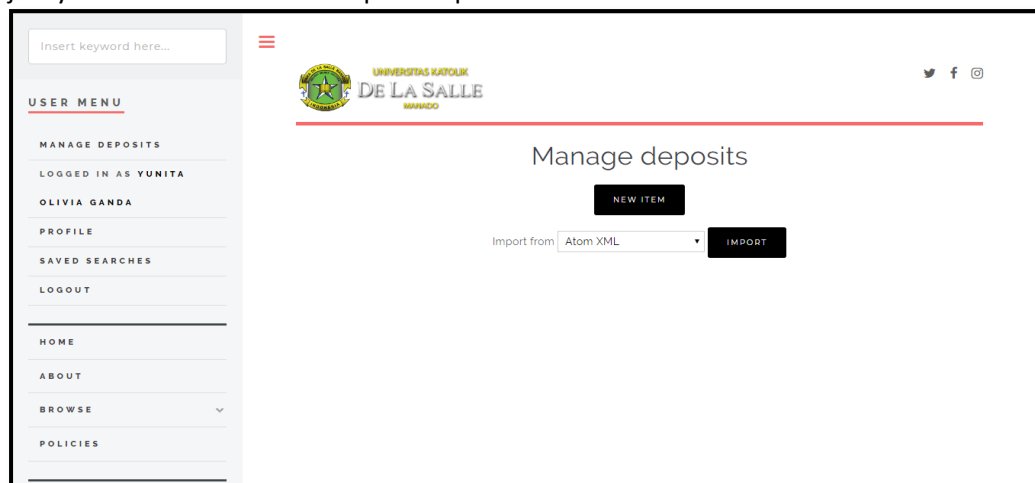 Insert keyword here...
USER MENU
MANAGE DEPOSITS
LOGGED IN AS YUNITA
OLIVIA GANDA
PROFILE
SAVED SEARCHES
LOGOUT
HOME
ABOUT
BROWSE
POLICIES
UNIVERSITAS KATOLIK
DE LA SALLE
MANADO
Manage deposits
NEW ITEM
Import from Atom XML IMPORT